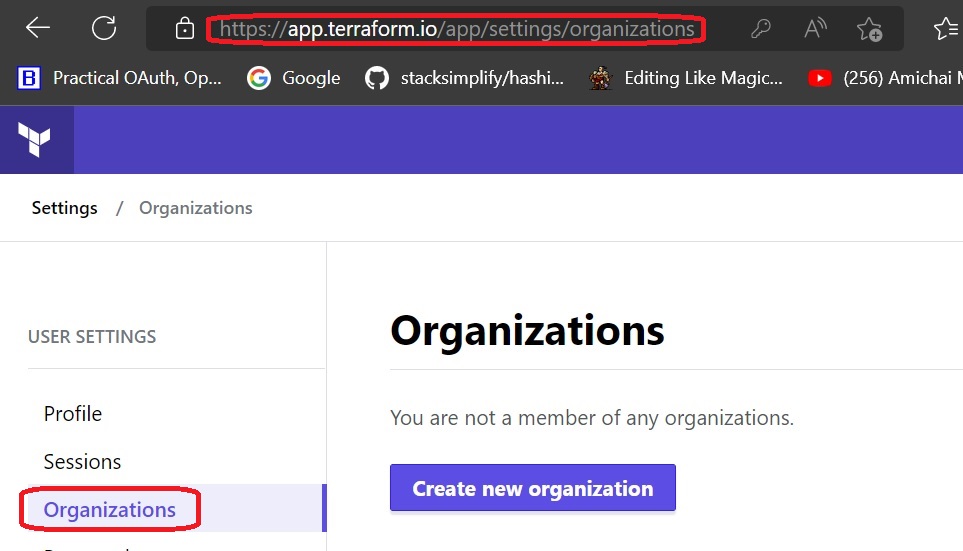 https://app.terraform.io/app/settings/organizations
B Practical OAuth, Op... Google stacksimplify/hashi... Editing Like Magic... (256) Amichai M
Settings / Organizations
USER SETTINGS
Profile
Sessions
Organizations
Organizations
You are not a member of any organizations.
Create new organization